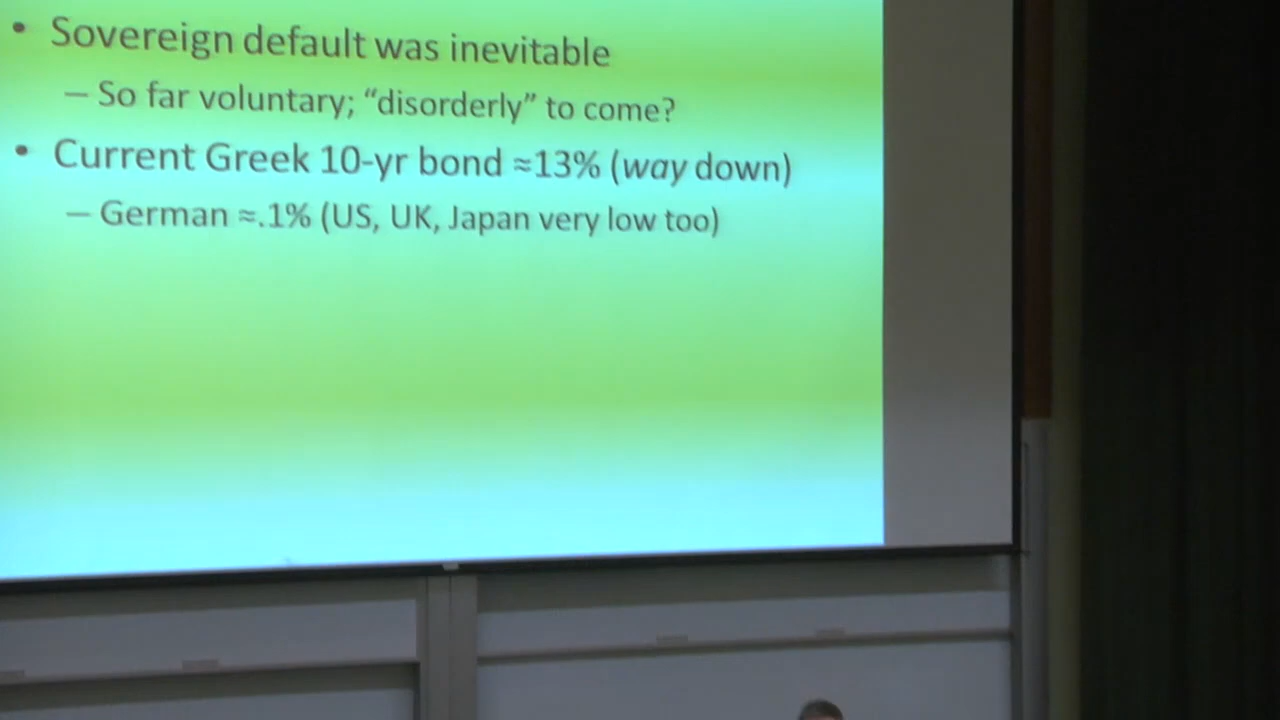 • Sovereign default was inevitable
– So far voluntary; “disorderly” to come?
• Current Greek 10-yr bond ≈13% (way down)
– German ≈.1% (US, UK, Japan very low too)